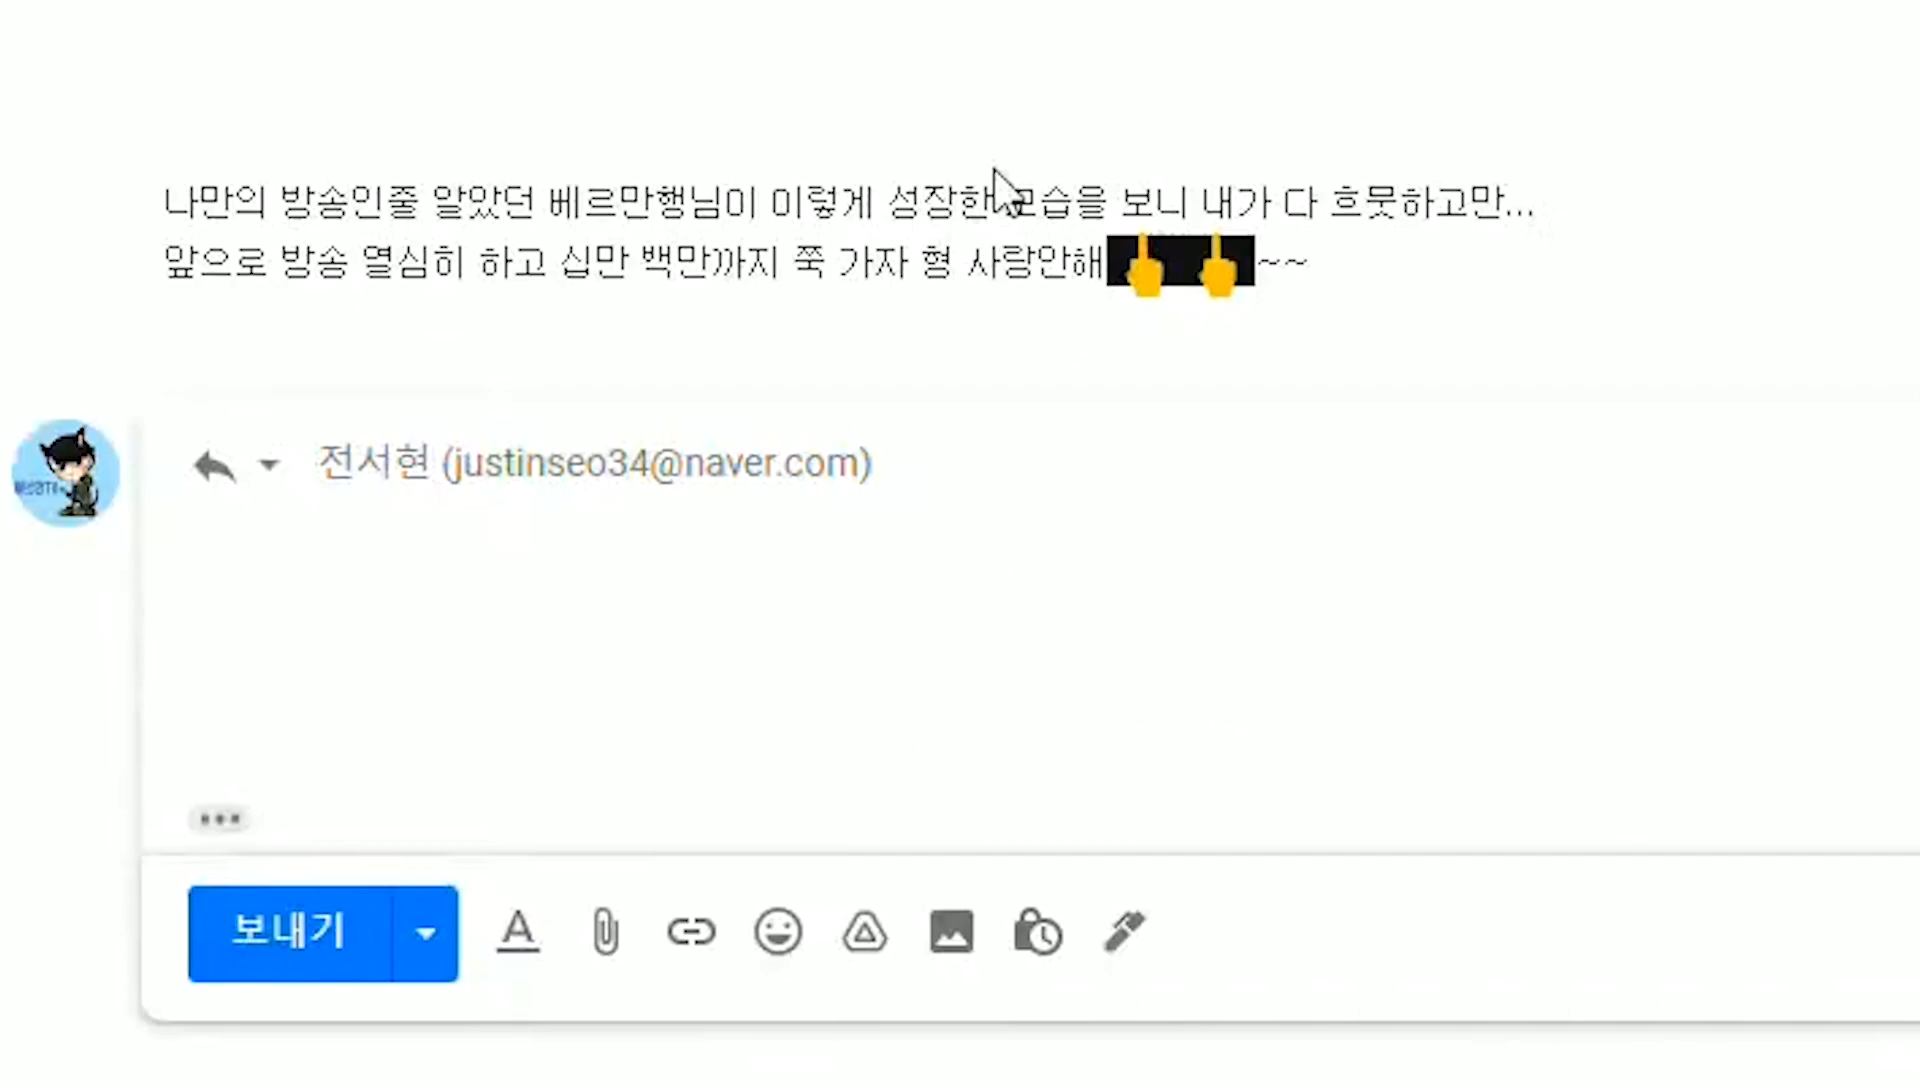 나만의 방송인줄 알았던 베르만행님이 이렇게 성장한 모습을 보니 내가 다 흐뭇하고만...
앞으로 방송 열심히 하고 십만 백만까지 쭉 가자 형 사랑안해🖕🖕~~
전서현 (justinseo34@naver.com)
보내기